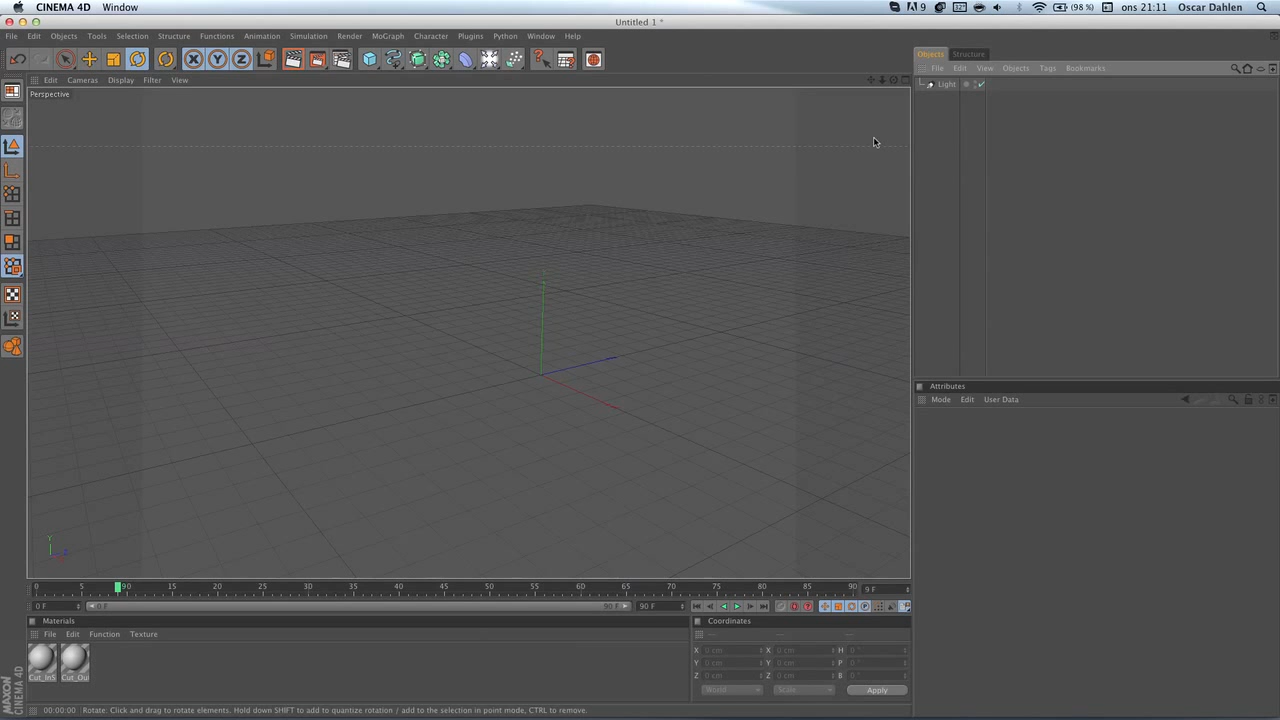 CINEMA 4D Window 9 (98 %) ons 21:11 Oscar Dahlen
Untitled 1 *
File Edit Objects Tools Selection Structure Functions Animation Simulation Render MoGraph Character Plugins Python Window Help
X Y Z
Objects Structure
File Edit View Objects Tags Bookmarks
Edit Cameras Display Filter View
Perspective
Light
Y
Attributes
Mode Edit User Data
0 5 90 15 20 25 30 35 40 45 50 55 60 65 70 75 80 85 90 9 F
0 F 0 F 90 F 90 F
Materials
File Edit Function Texture
Cut_InS Cut_Out
Coordinates
-- -- --
X 0 cm X 0 cm H 0 °
Y 0 cm Y 0 cm P 0 °
Z 0 cm Z 0 cm B 0 °
World Scale Apply
MAXON CINEMA 4D
00:00:00 Rotate: Click and drag to rotate elements. Hold down SHIFT to add to quantize rotation / add to the selection in point mode, CTRL to remove.